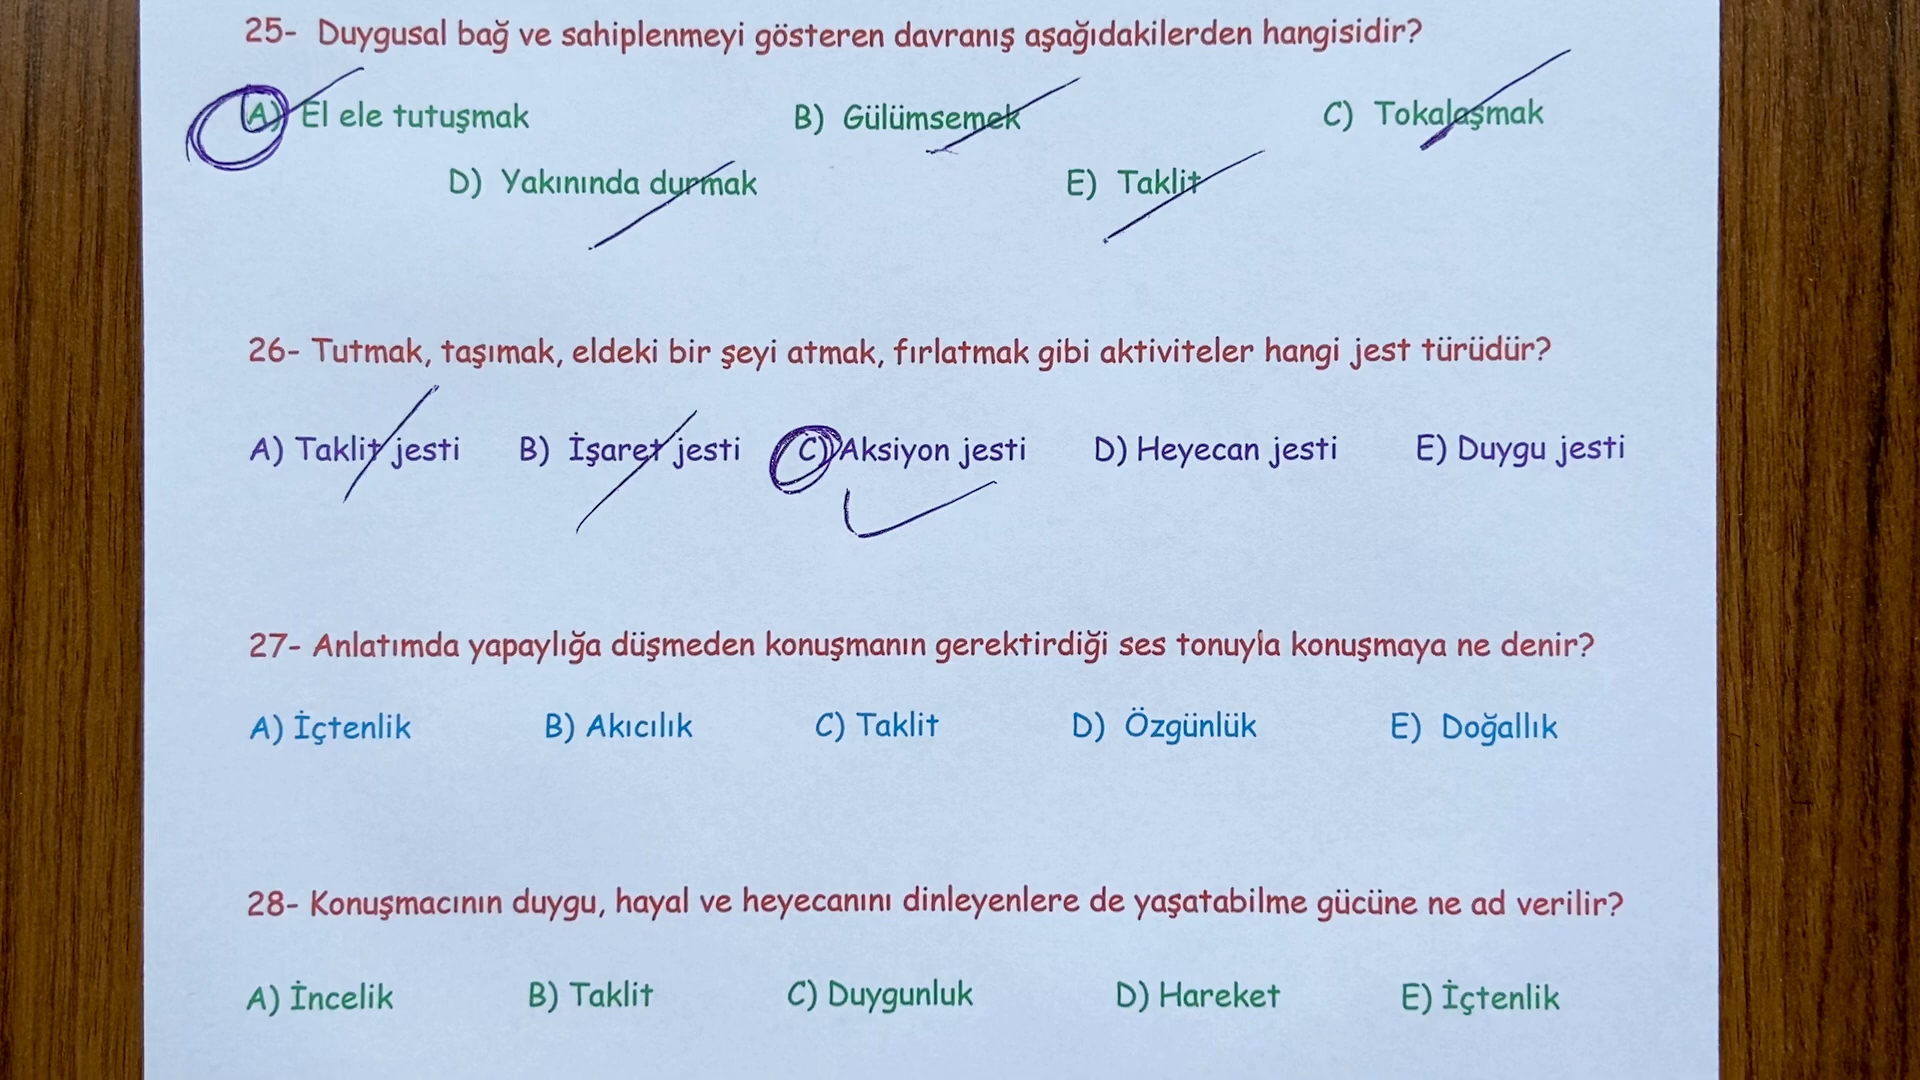 25- Duygusal bağ ve sahiplenmeyi gösteren davranış aşağıdakilerden hangisidir?
A) El ele tutuşmak B) Gülümsemek C) Tokalaşmak
D) Yakınında durmak E) Taklit
26- Tutmak, taşımak, eldeki bir şeyi atmak, fırlatmak gibi aktiviteler hangi jest türüdür?
A) Taklit jesti B) İşaret jesti C) Aksiyon jesti D) Heyecan jesti E) Duygu jesti
27- Anlatımda yapaylığa düşmeden konuşmanın gerektirdiği ses tonuyla konuşmaya ne denir?
A) İçtenlik B) Akıcılık C) Taklit D) Özgünlük E) Doğallık
28- Konuşmacının duygu, hayal ve heyecanını dinleyenlere de yaşatabilme gücüne ne ad verilir?
A) İncelik B) Taklit C) Duygunluk D) Hareket E) İçtenlik